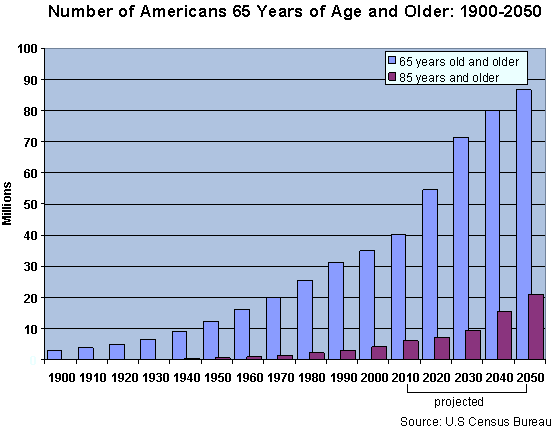 Number of Americans 65 Years of Age and Older: 1900-2050
100
65 years old and older
90
85 years and older
80
70
60
50
40
30
20
10
Millions
1900 1910 1920 1930 1940 1950 1960 1970 1980 1990 2000 2010 2020 2030 2040 2050
projected
Source: U.S Census Bureau